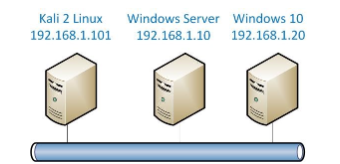 Kali 2 Linux
192.168.1.101
Windows Server
192.168.1.10
Windows 10
192.168.1.20